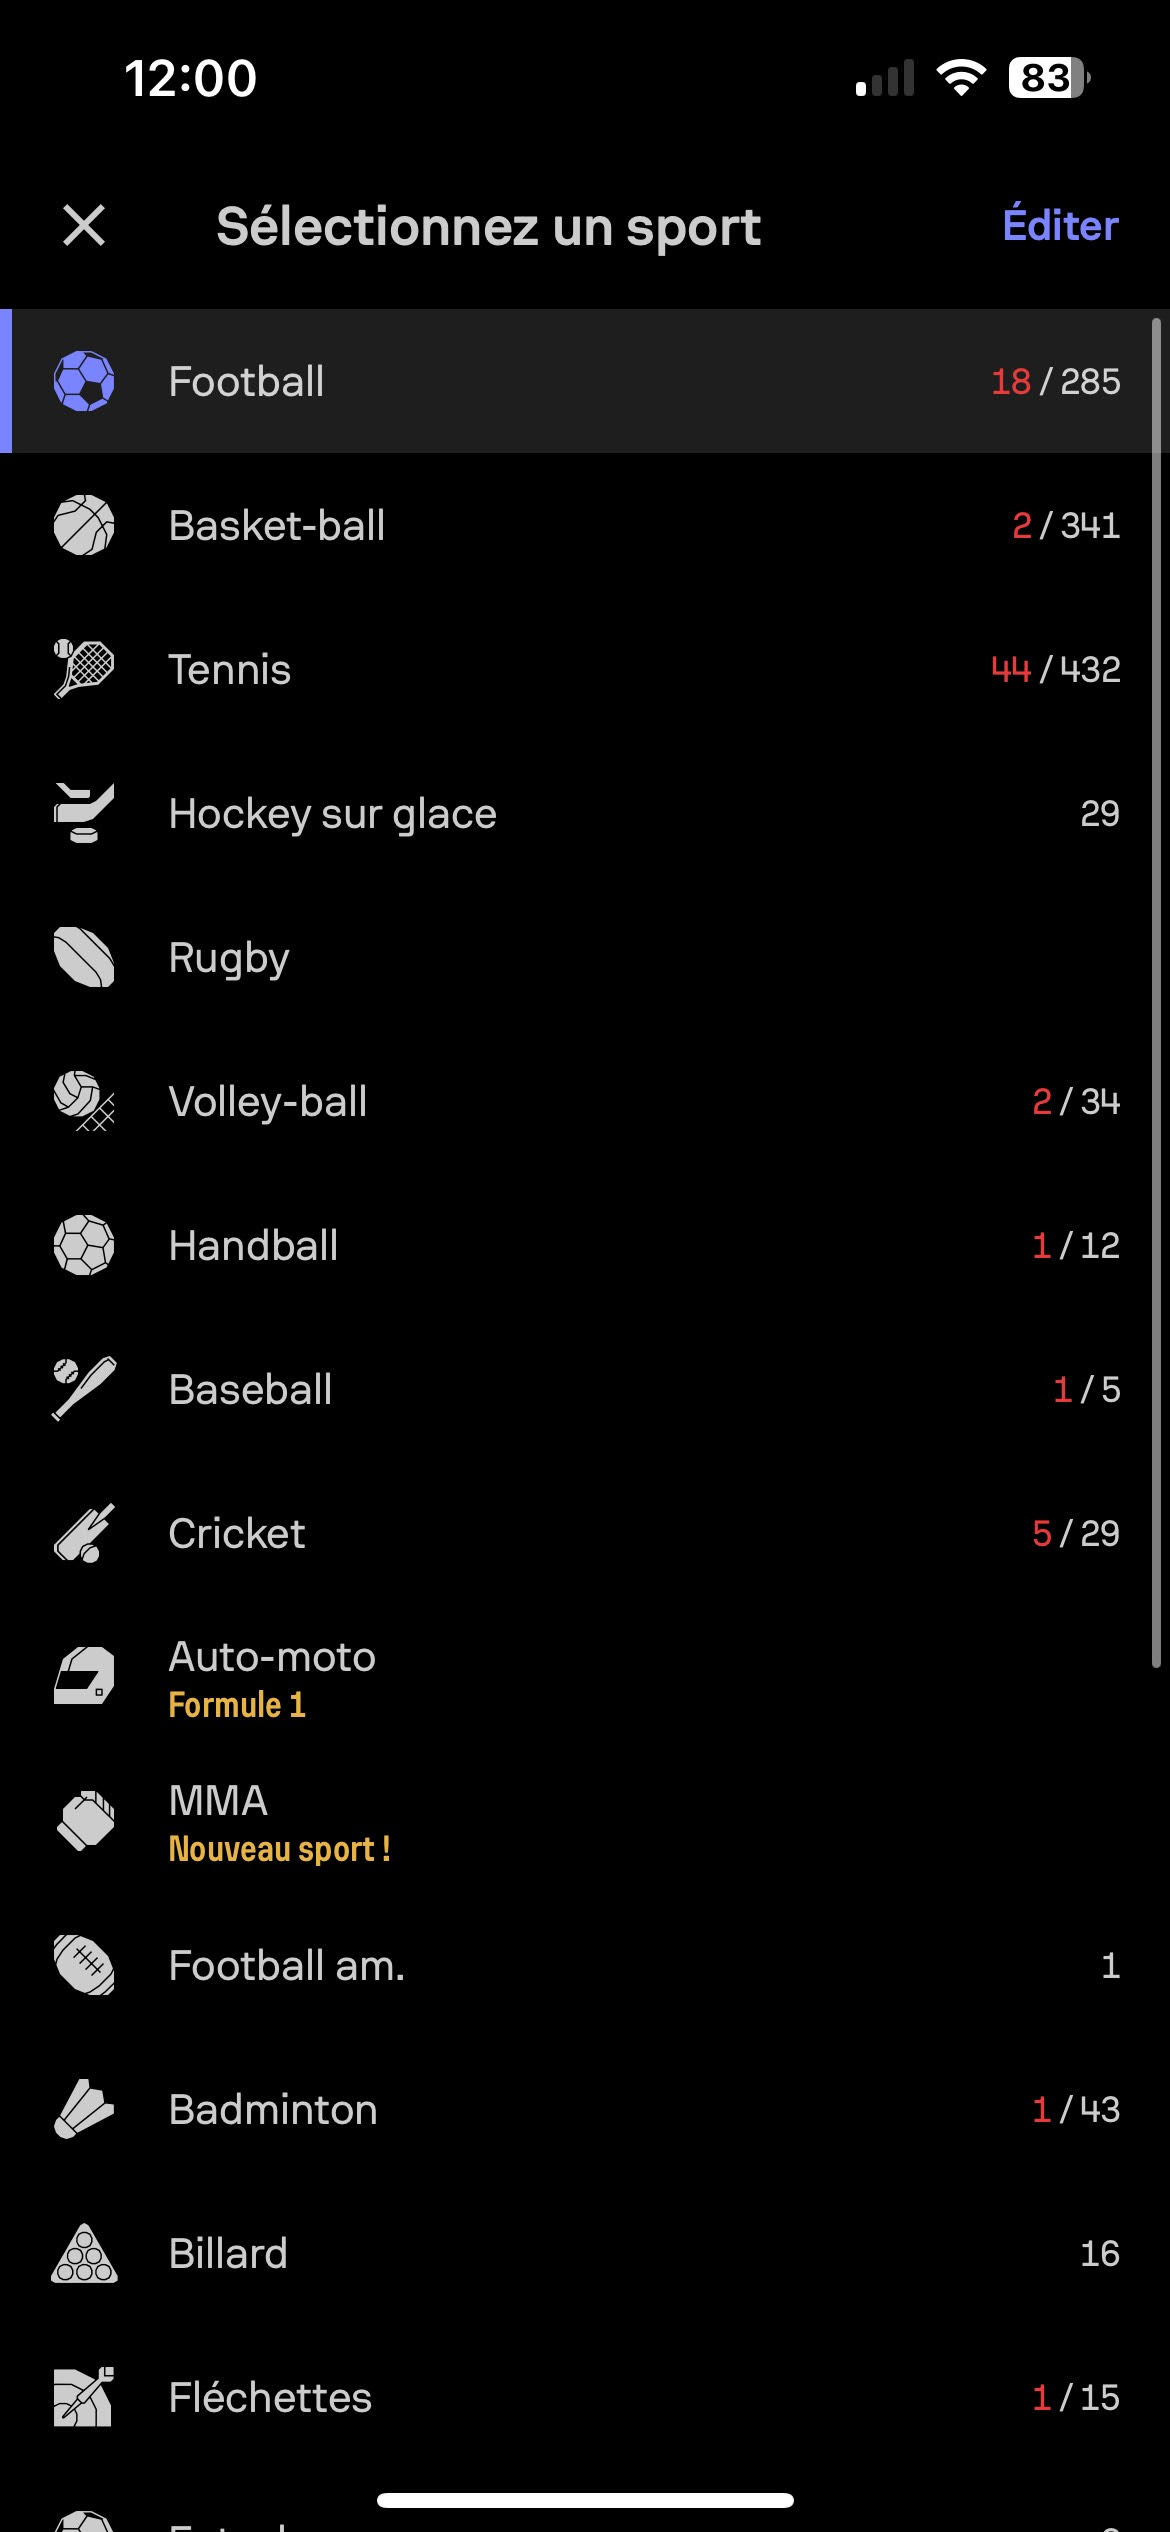 12:00
83
Sélectionnez un sport
Éditer
Football
18 / 285
Basket-ball
2 / 341
Tennis
44 / 432
Hockey sur glace
29
Rugby
Volley-ball
2 / 34
Handball
1 / 12
Baseball
1 / 5
Cricket
5 / 29
Auto-moto
Formule 1
MMA
Nouveau sport !
Football am.
1
Badminton
1 / 43
Billard
16
Fléchettes
1 / 15